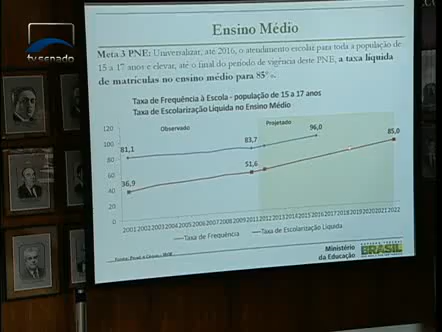 tv senado
Ensino Médio
Meta 3 PNE: Universalizar, até 2016, o atendimento escolar para toda a população de
15 a 17 anos e elevar, até o final do período de vigência deste PNE, a taxa líquida
de matrículas no ensino médio para 85%.
Taxa de Frequência à Escola - população de 15 a 17 anos
Taxa de Escolarização Líquida no Ensino Médio
Observado
Projetado
120
100
80
60
40
20
0
81,1
83,7
96,0
85,0
36,9
51,6
2001 2002 2003 2004 2005 2006 2007 2008 2009 2010 2011 2012 2013 2014 2015 2016 2017 2018 2019 2020 2021 2022
Taxa de Frequência
Taxa de Escolarização Líquida
Ministério
da Educação
BRASIL